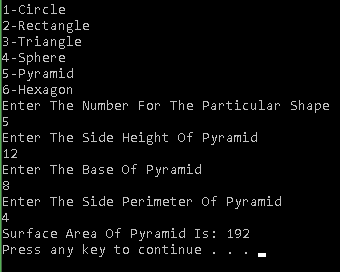 1-Circle
2-Rectangle
3-Triangle
4-Sphere
5-Pyramid
6-Hexagon
Enter The Number For The Particular Shape
5
Enter The Side Height Of Pyramid
12
Enter The Base Of Pyramid
8
Enter The Side Perimeter Of Pyramid
4
Surface Area Of Pyramid Is: 192
Press any key to continue . . .